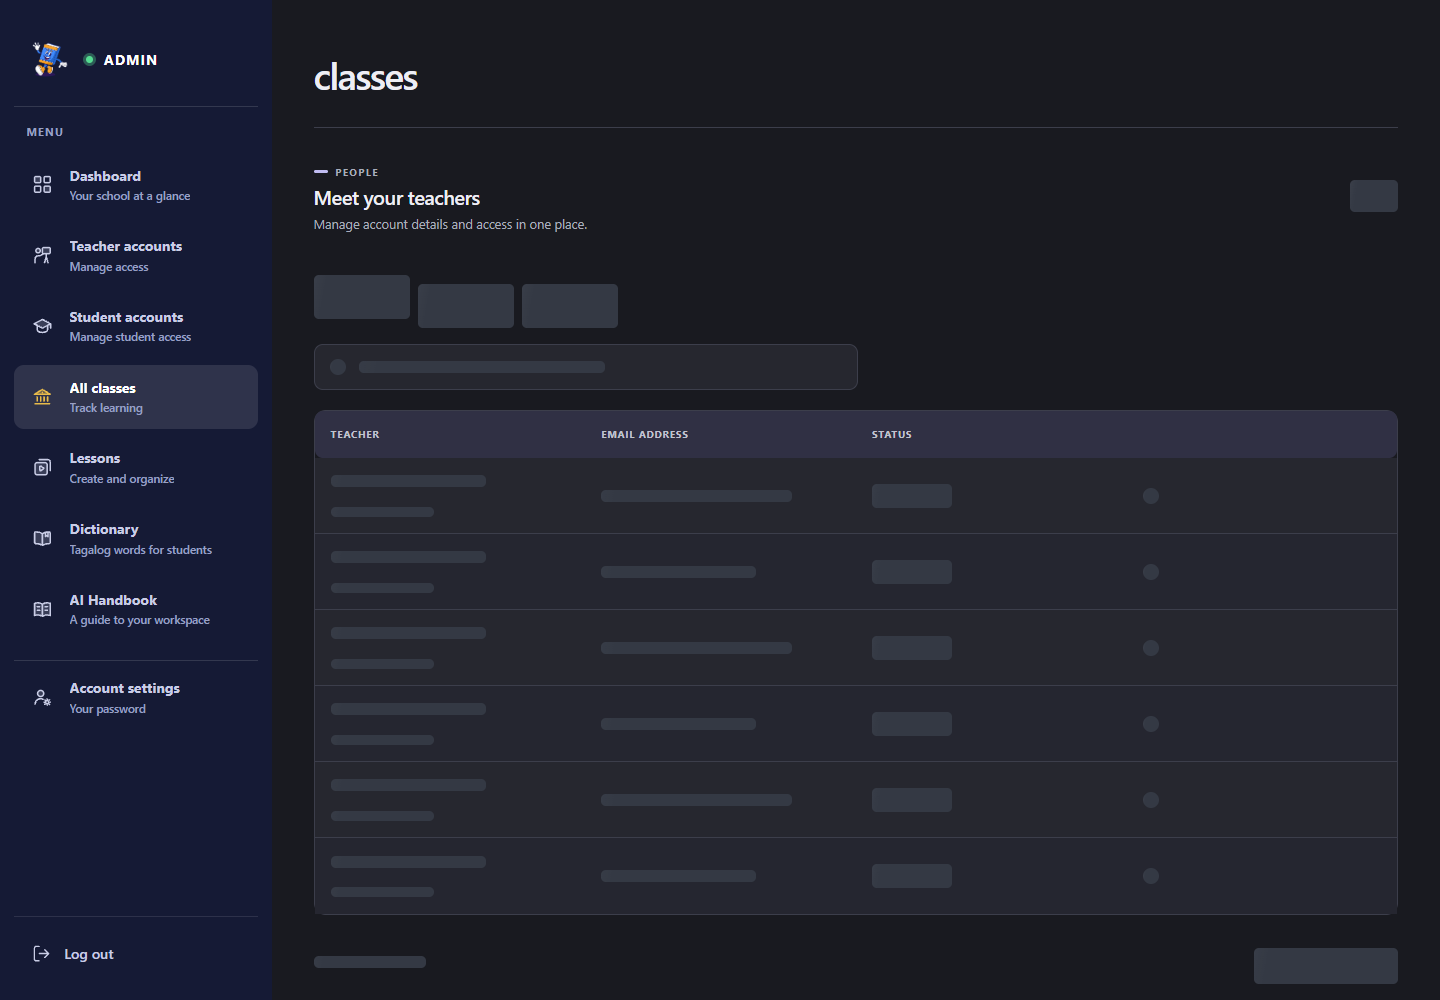 ADMIN
MENU
Dashboard
Your school at a glance
Teacher accounts
Manage access
Student accounts
Manage student access
All classes
Track learning
Lessons
Create and organize
Dictionary
Tagalog words for students
AI Handbook
A guide to your workspace
Account settings
Your password
Log out
classes
PEOPLE
Meet your teachers
Manage account details and access in one place.
TEACHER EMAIL ADDRESS STATUS